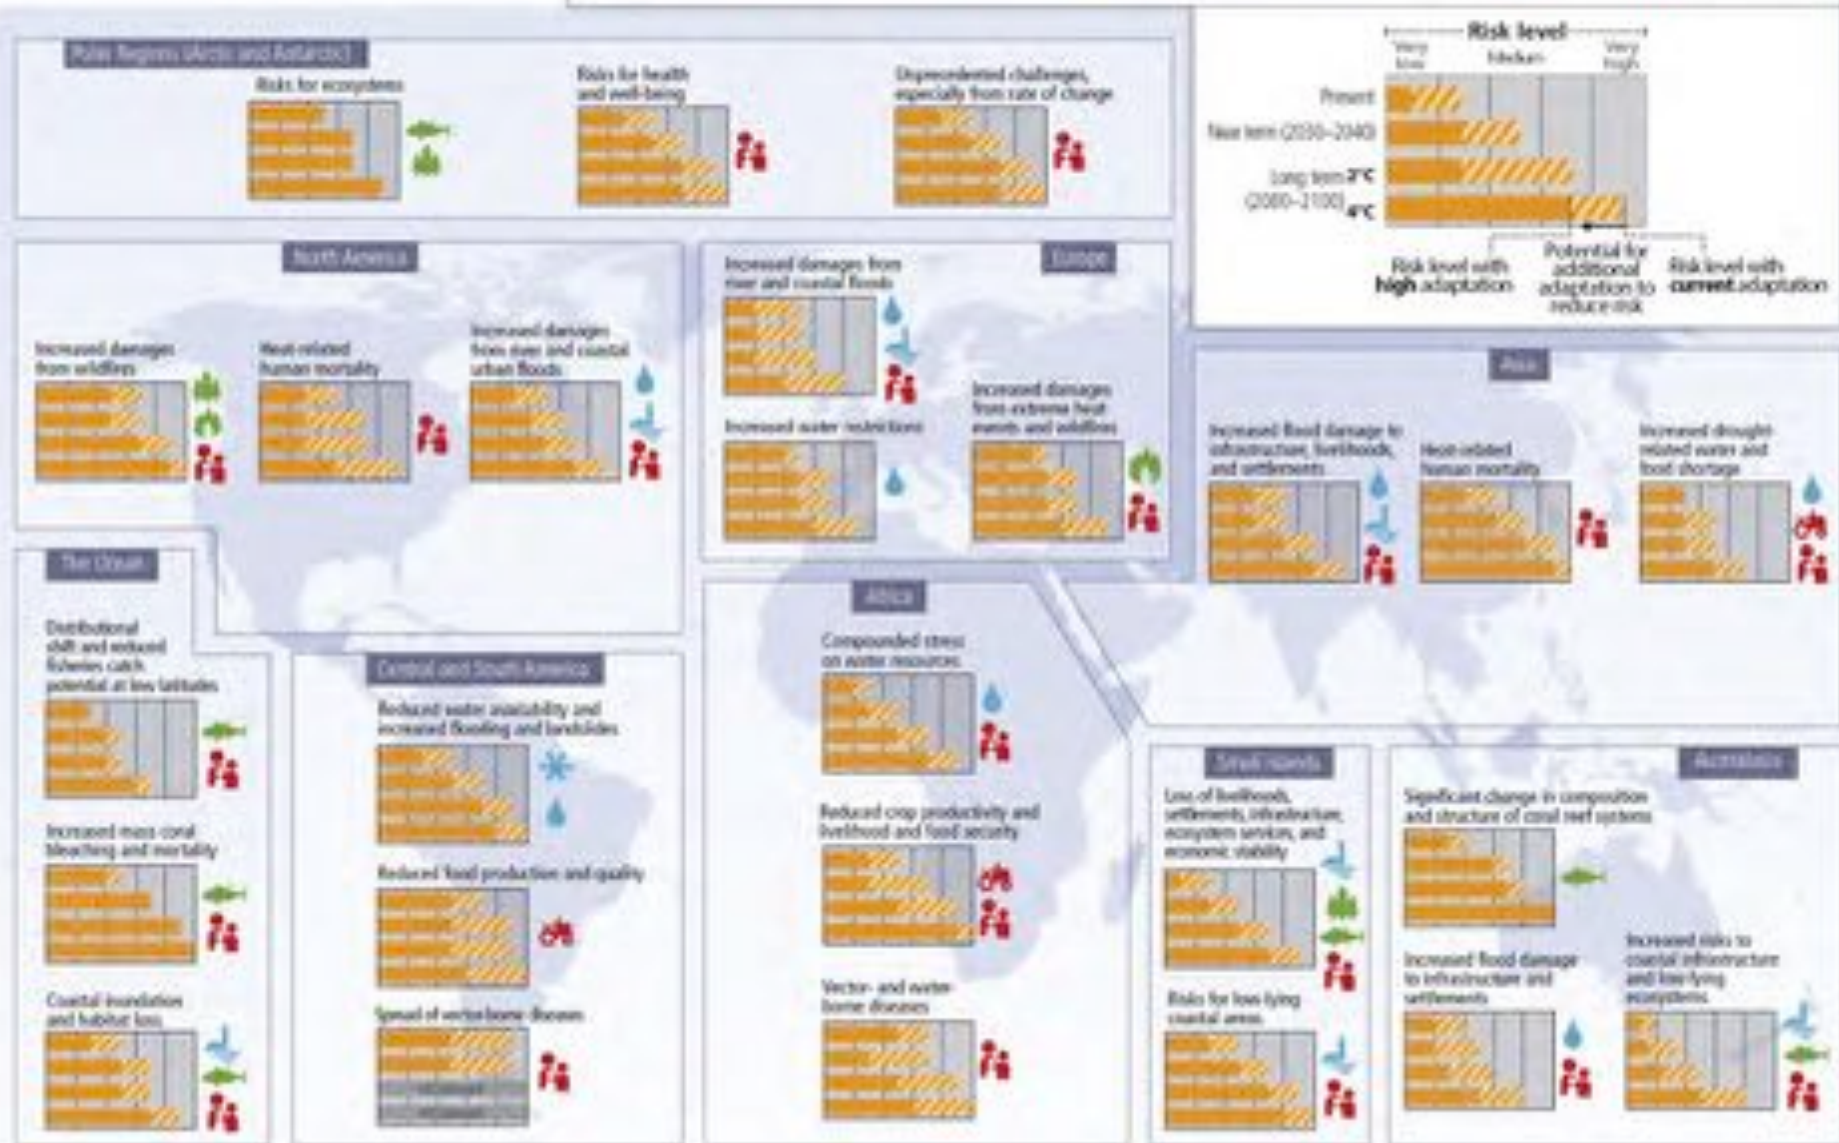 Polar Regions (Arctic and Antarctic)
Risks for ecosystems
Risks for health
and well-being
Unprecedented challenges,
especially from rate of change
Risk level
Very
low
Medium
Very
high
Present
Near term (2030–2040)
Long term 2°C
(2080–2100) 4°C
Risk level with
high adaptation
Potential for
additional
adaptation to
reduce risk
Risk level with
current adaptation
North America
Increased damages
from wildfires
Heat-related
human mortality
Increased damages
from river and coastal
urban floods
Europe
Increased damages from
river and coastal floods
Increased water restrictions
Increased damages
from extreme heat
events and wildfires
Asia
Increased flood damage to
infrastructure, livelihoods,
and settlements
Heat-related
human mortality
Increased drought-
related water and
food shortage
The Ocean
Distributional
shift and reduced
fisheries catch
potential at low latitudes
Increased mass coral
bleaching and mortality
Coastal inundation
and habitat loss
Central and South America
Reduced water availability and
increased flooding and landslides
Reduced food production and quality
Spread of vector-borne diseases
Africa
Compounded stress
on water resources
Reduced crop productivity and
livelihood and food security
Vector- and water-
borne diseases
Small Islands
Loss of livelihoods,
settlements, infrastructure,
ecosystem services, and
economic stability
Risks for low-lying
coastal areas
Australasia
Significant change in composition
and structure of coral reef systems
Increased flood damage
to infrastructure and
settlements
Increased risks to
coastal infrastructure
and low-lying
ecosystems